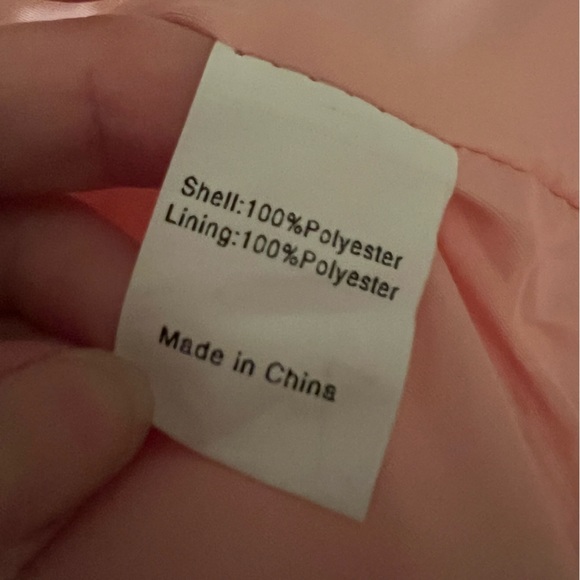 Shell:100%Polyester
Lining:100%Polyester
Made in China